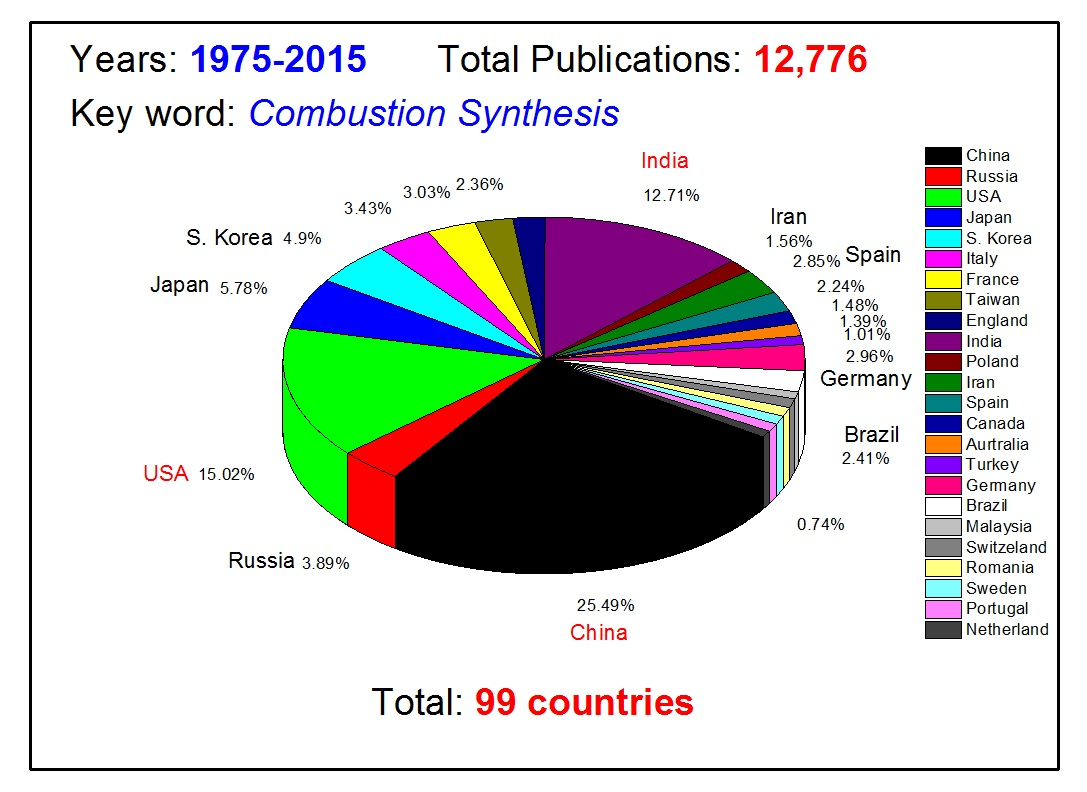 Years: 1975-2015 Total Publications: 12,776
Key word: Combustion Synthesis
India
12.71%
2.36%
3.03%
3.43%
S. Korea 4.9%
Japan 5.78%
Iran
1.56%
2.85% Spain
2.24%
1.48%
1.39%
1.01%
2.96%
Germany
Brazil
2.41%
USA 15.02%
0.74%
Russia 3.89%
25.49%
China
China
Russia
USA
Japan
S. Korea
Italy
France
Taiwan
England
India
Poland
Iran
Spain
Canada
Aurtralia
Turkey
Germany
Brazil
Malaysia
Switzeland
Romania
Sweden
Portugal
Netherland
Total: 99 countries